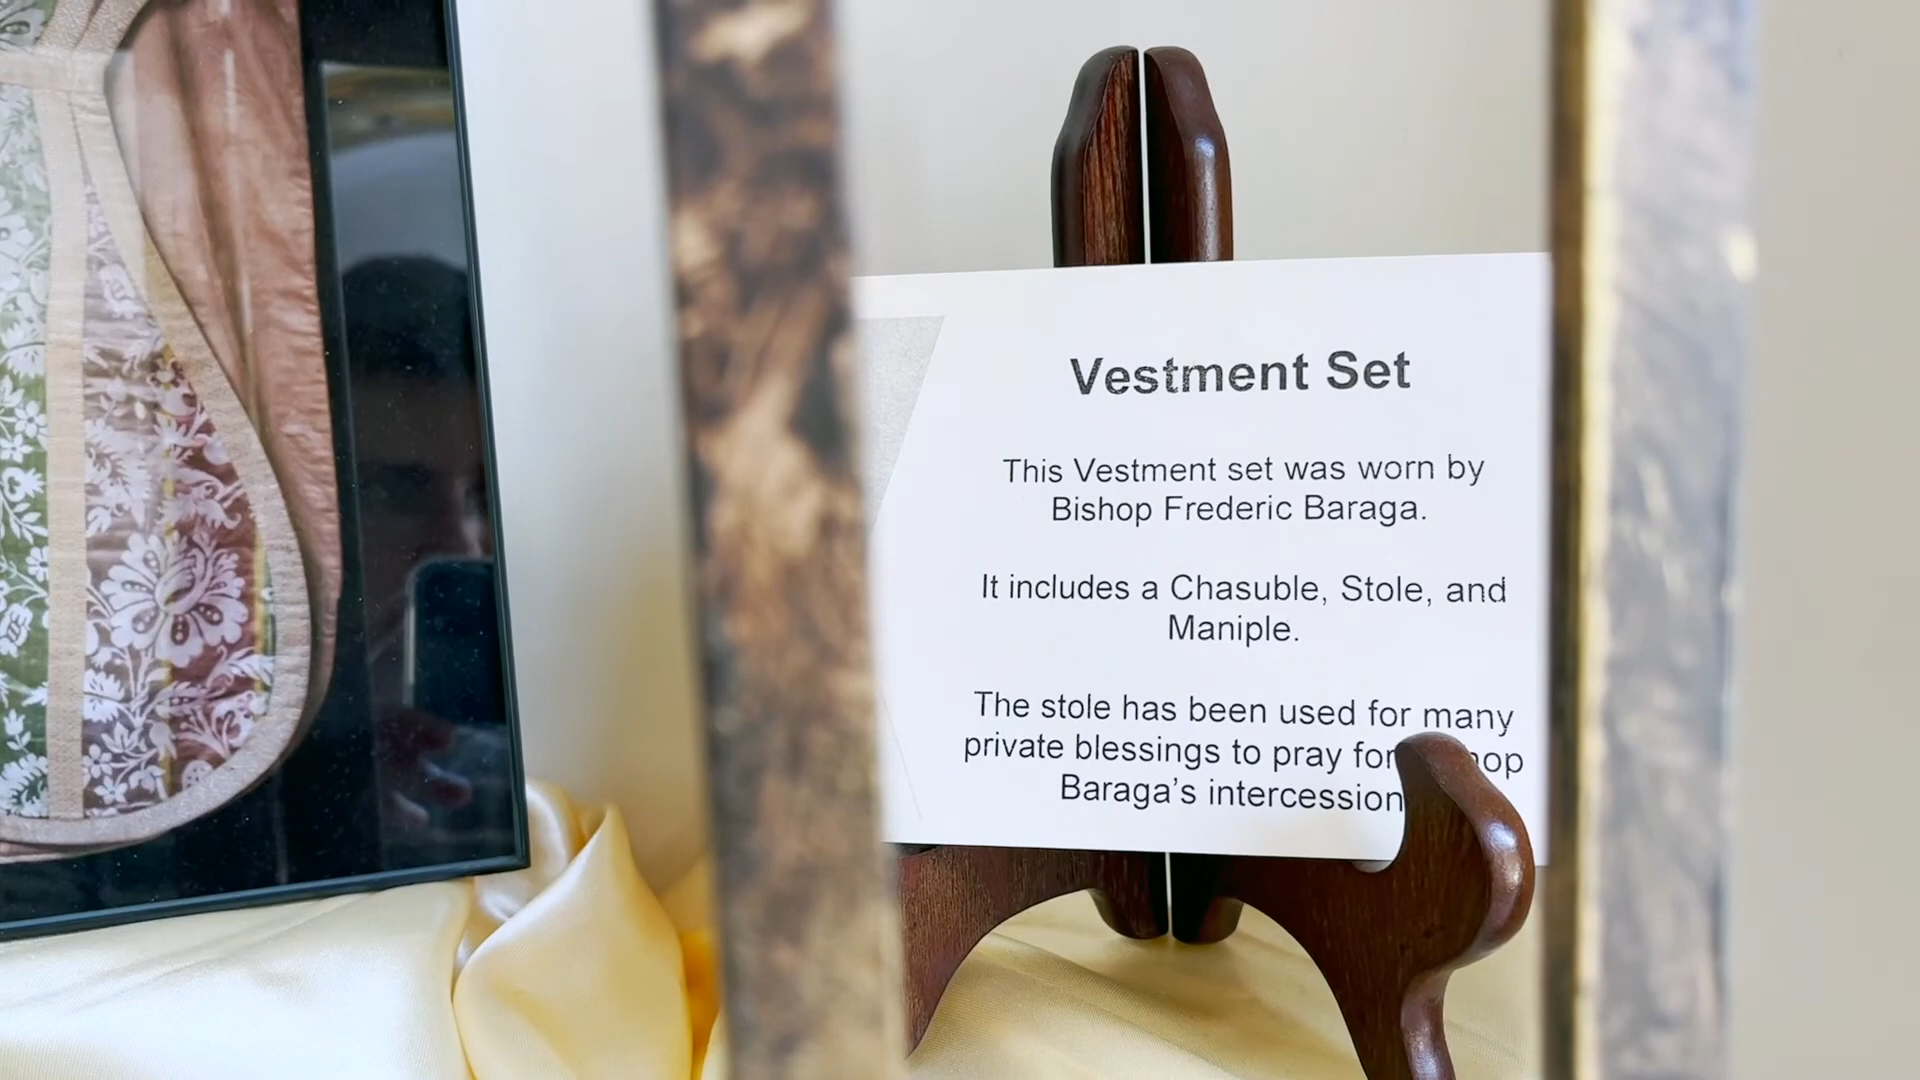 Vestment Set
This Vestment set was worn by
Bishop Frederic Baraga.
It includes a Chasuble, Stole, and
Maniple.
The stole has been used for many
private blessings to pray for
Baraga's intercession